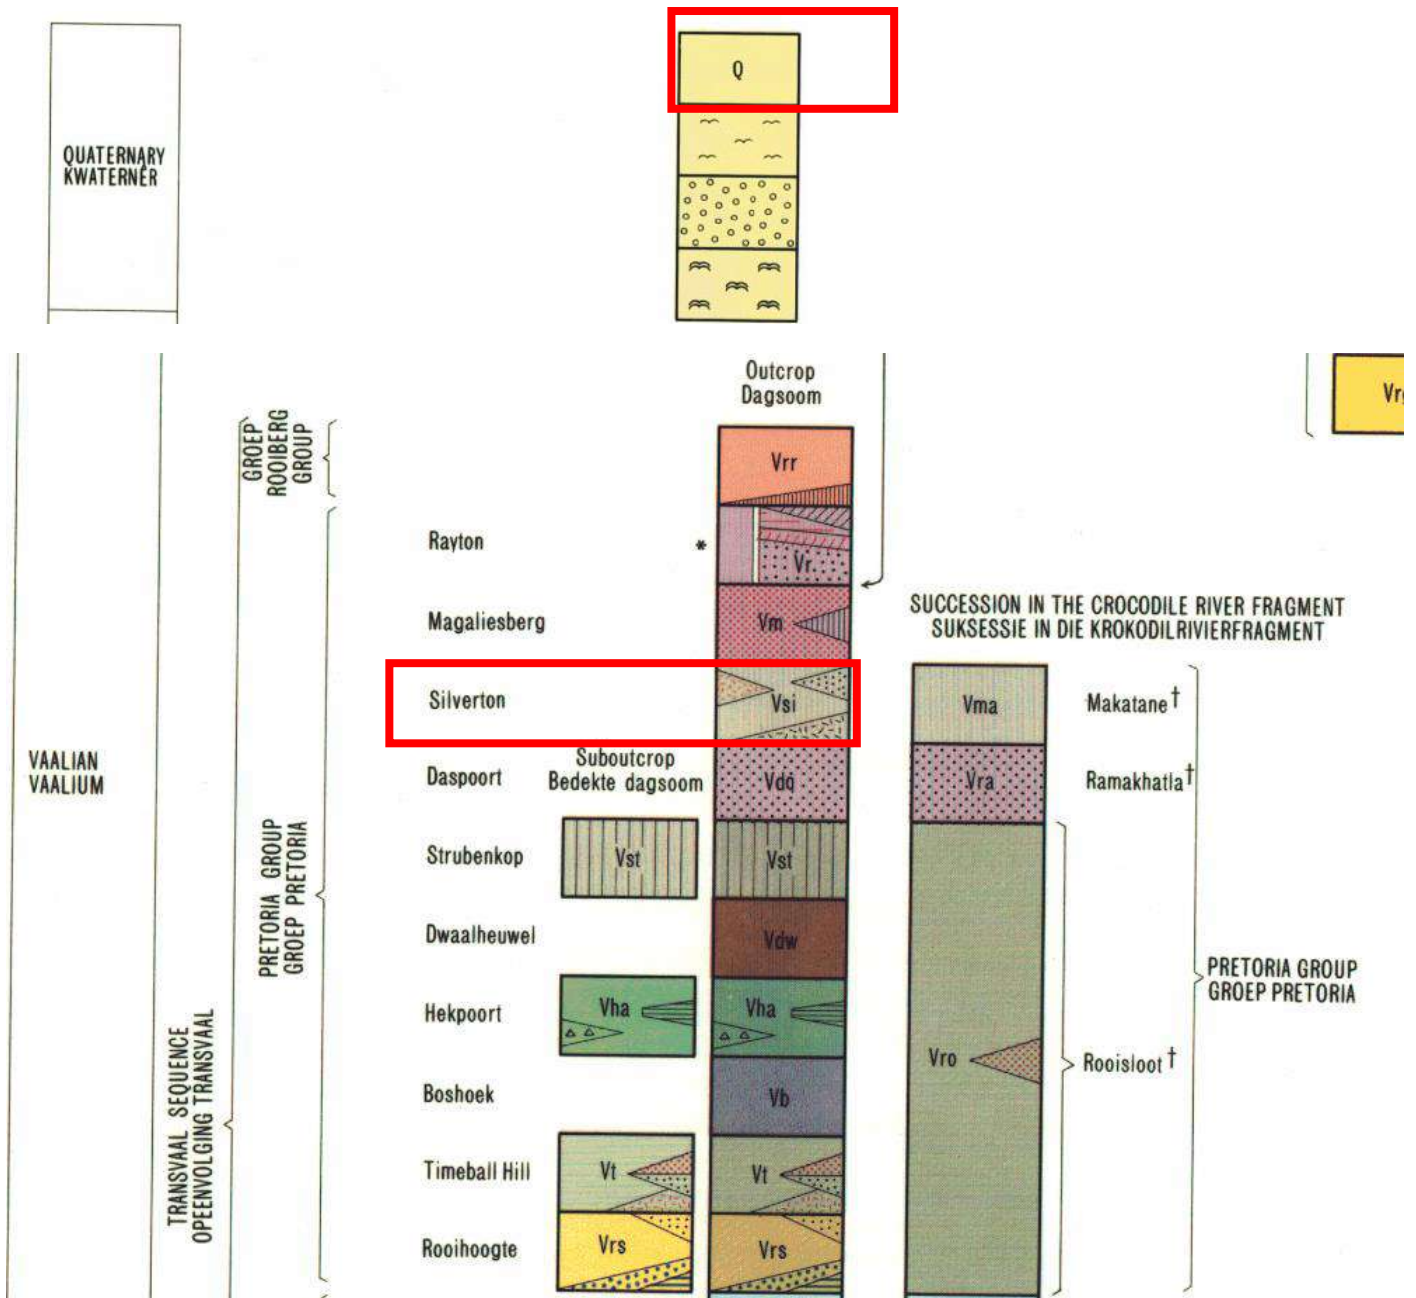 Q
QUATERNARY
KWATERNÊR
Outcrop
Dagsoom
GROEP
ROOIBERG
GROUP
Vrr
Rayton
*
Vr
Magaliesberg
Vm
SUCCESSION IN THE CROCODILE RIVER FRAGMENT
SUKSESSIE IN DIE KROKODILRIVIERFRAGMENT
Silverton
Vsi
Vma
Makatane †
VAALIAN
VAALIUM
Daspoort
Suboutcrop
Bedekte dagsoom
Vdq
Vra
Ramakhatla †
Strubenkop
Vst
Vst
PRETORIA GROUP
GROEP PRETORIA
Dwaalheuwel
Vdw
PRETORIA GROUP
GROEP PRETORIA
Hekpoort
Vha
Vha
Vro
Rooisloot †
TRANSVAAL SEQUENCE
OPEENVOLGING TRANSVAAL
Boshoek
Vb
Timeball Hill
Vt
Vt
Rooihoogte
Vrs
Vrs